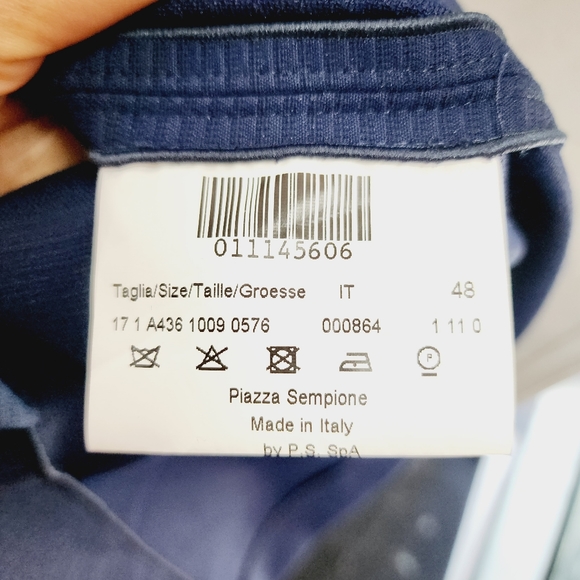 011145606
Taglia/Size/Taille/Groesse IT 48
17 1 A436 1009 0576 000864 1 11 0
P
Piazza Sempione
Made in Italy
by P.S. SpA